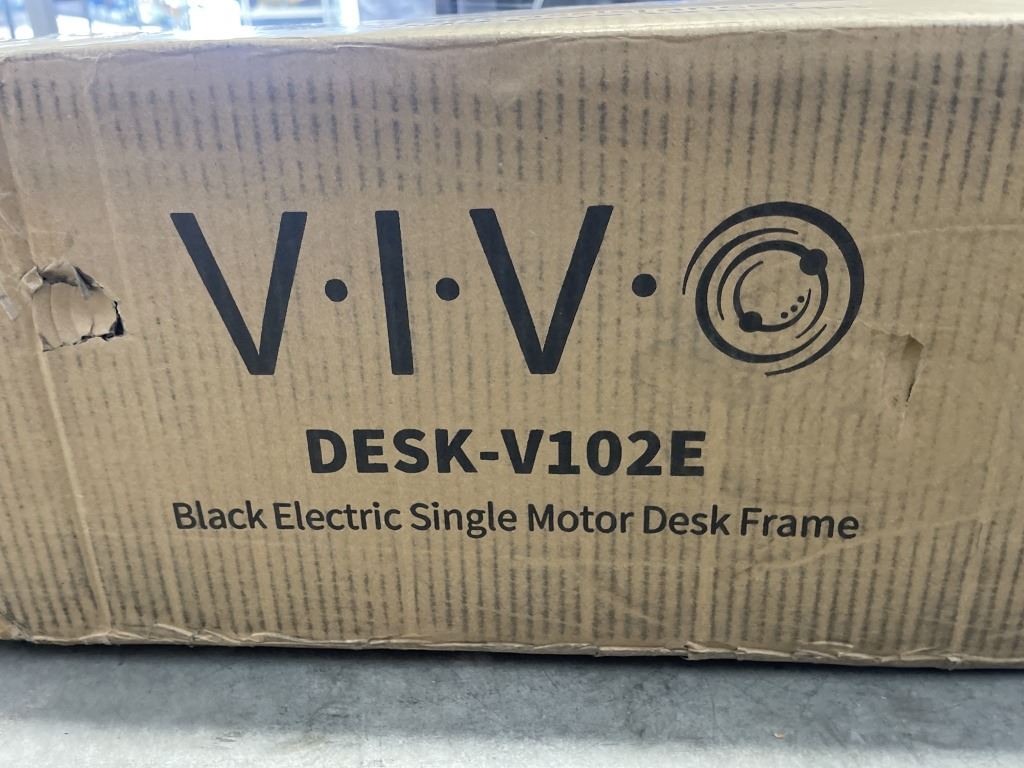 V·I·V·O
DESK-V102E
Black Electric Single Motor Desk Frame